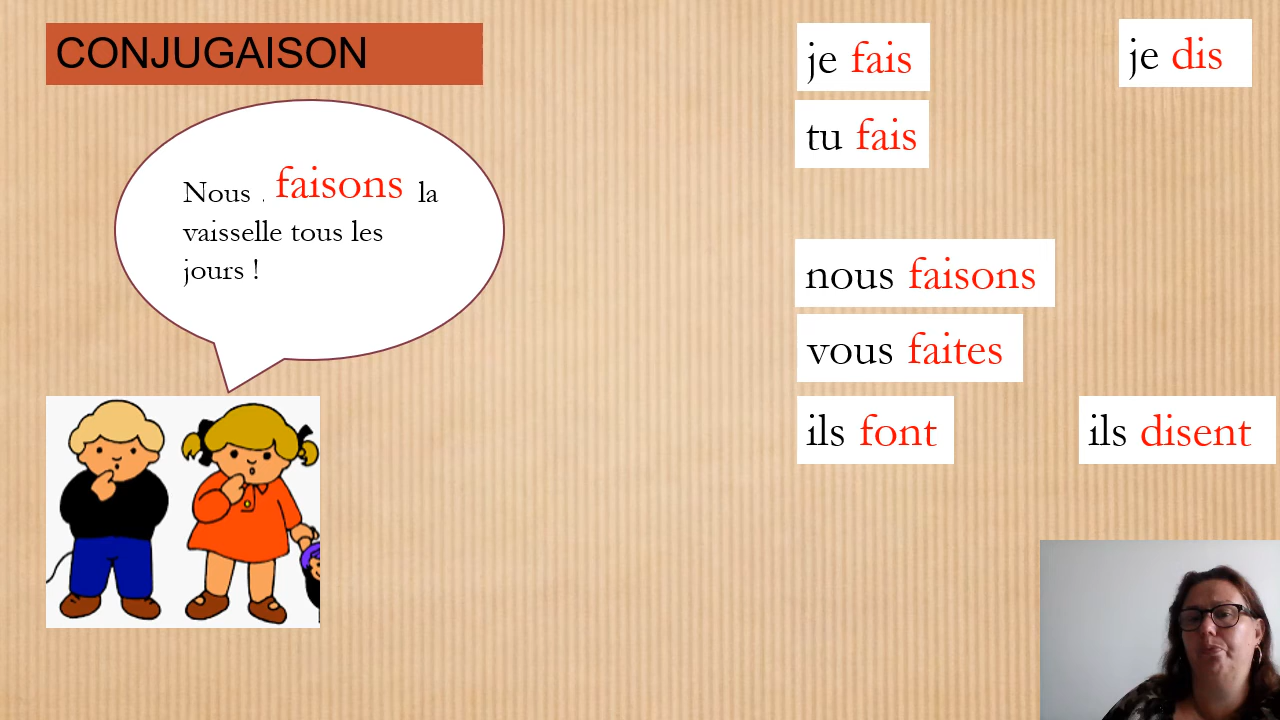 CONJUGAISON
Nous . faisons la
vaisselle tous les
jours !
je fais
tu fais
nous faisons
vous faites
ils font
je dis
ils disent